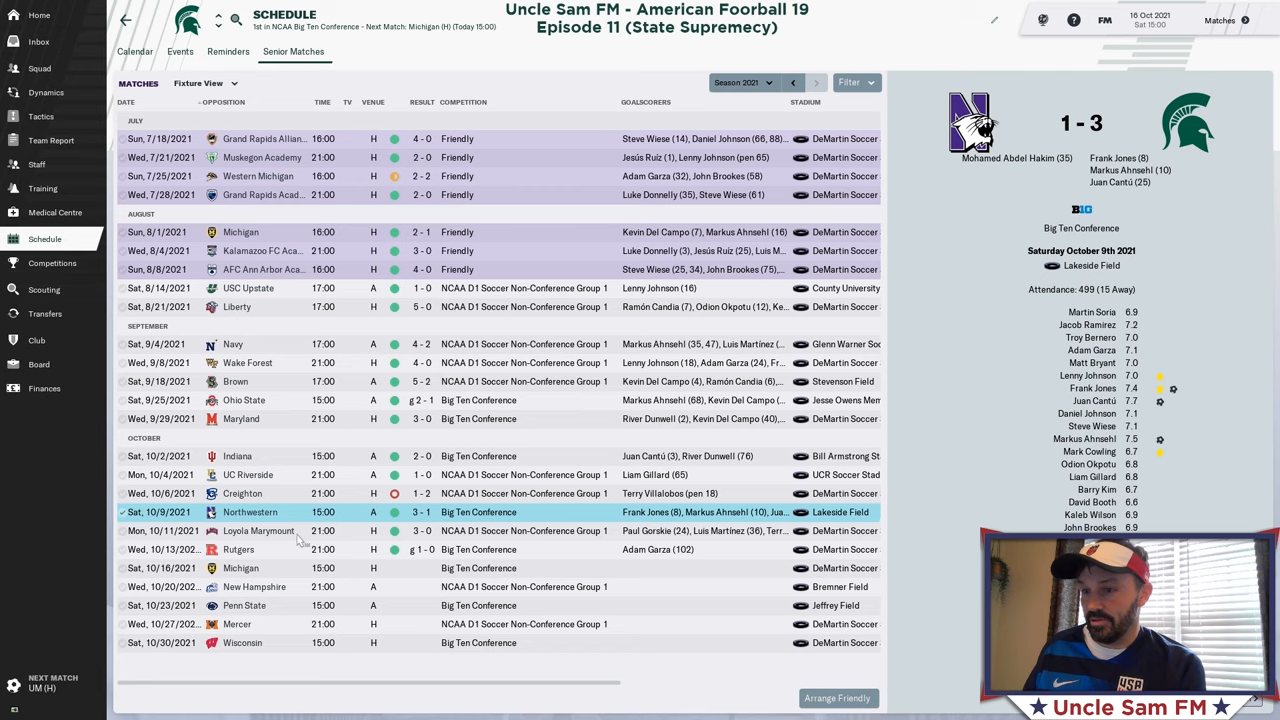 Uncle Sam FM - American Foorball 19
Episode 11 (State Supremecy)
SCHEDULE
1st in NCAA Big Ten Conference - Next Match: Michigan (H) (Today 15:00)
FM
16 Oct 2021
Sat 15:00
Matches
Home
Inbox
Squad
Dynamics
Tactics
Team Report
Staff
Training
Medical Centre
Schedule
Competitions
Scouting
Transfers
Club
Board
Finances
NEXT MATCH
UM (H)
Calendar Events Reminders Senior Matches
MATCHES Fixture View Season 2021 Filter
DATE OPPOSITION TIME TV VENUE RESULT COMPETITION GOALSCORERS STADIUM
JULY
Sun, 7/18/2021 Grand Rapids Allian... 16:00 H 4 - 0 Friendly Steve Wiese (14), Daniel Johnson (66, 88)... DeMartin Soccer
Wed, 7/21/2021 Muskegon Academy 21:00 H 2 - 0 Friendly Jesús Ruíz (1), Lenny Johnson (pen 65) DeMartin Soccer
Sun, 7/25/2021 Western Michigan 16:00 H 2 - 2 Friendly Adam Garza (32), John Brookes (58) DeMartin Soccer
Wed, 7/28/2021 Grand Rapids Acad... 21:00 H 2 - 0 Friendly Luke Donnelly (35), Steve Wiese (61) DeMartin Soccer
AUGUST
Sun, 8/1/2021 Michigan 16:00 H 2 - 1 Friendly Kevin Del Campo (7), Markus Ahnsehl (16) DeMartin Soccer
Wed, 8/4/2021 Kalamazoo FC Aca... 21:00 H 3 - 0 Friendly Luke Donnelly (3), Jesús Ruíz (25), Luis M... DeMartin Soccer
Sun, 8/8/2021 AFC Ann Arbor Aca... 16:00 H 4 - 0 Friendly Steve Wiese (25, 34), John Brookes (75),... DeMartin Soccer
Sat, 8/14/2021 USC Upstate 17:00 A 1 - 0 NCAA D1 Soccer Non-Conference Group 1 Lenny Johnson (16) County University
Sat, 8/21/2021 Liberty 17:00 H 5 - 0 NCAA D1 Soccer Non-Conference Group 1 Ramón Candia (7), Odion Okpotu (12), Ke... DeMartin Soccer
SEPTEMBER
Sat, 9/4/2021 Navy 17:00 A 4 - 2 NCAA D1 Soccer Non-Conference Group 1 Markus Ahnsehl (35, 47), Luis Martínez (... Glenn Warner Soc
Wed, 9/8/2021 Wake Forest 21:00 H 4 - 0 NCAA D1 Soccer Non-Conference Group 1 Lenny Johnson (18), Adam Garza (24), Fr... DeMartin Soccer
Sat, 9/18/2021 Brown 17:00 A 5 - 2 NCAA D1 Soccer Non-Conference Group 1 Kevin Del Campo (4), Ramón Candia (6),... Stevenson Field
Sat, 9/25/2021 Ohio State 15:00 A g 2 - 1 Big Ten Conference Markus Ahnsehl (68), Kevin Del Campo (... Jesse Owens Mem
Wed, 9/29/2021 Maryland 21:00 H 3 - 0 Big Ten Conference River Dunwell (2), Kevin Del Campo (40),... DeMartin Soccer
OCTOBER
Sat, 10/2/2021 Indiana 15:00 A 2 - 0 Big Ten Conference Juan Cantú (3), River Dunwell (76) Bill Armstrong St
Mon, 10/4/2021 UC Riverside 21:00 A 1 - 0 NCAA D1 Soccer Non-Conference Group 1 Liam Gillard (65) UCR Soccer Stad
Wed, 10/6/2021 Creighton 21:00 H 1 - 2 NCAA D1 Soccer Non-Conference Group 1 Terry Villalobos (pen 18) DeMartin Soccer
Sat, 10/9/2021 Northwestern 15:00 A 3 - 1 Big Ten Conference Frank Jones (8), Markus Ahnsehl (10), Jua... Lakeside Field
Mon, 10/11/2021 Loyola Marymount 21:00 H 3 - 0 NCAA D1 Soccer Non-Conference Group 1 Paul Gorskie (24), Luis Martínez (36), Terr... DeMartin Soccer
Wed, 10/13/202... Rutgers 21:00 H g 1 - 0 Big Ten Conference Adam Garza (102) DeMartin Soccer
Sat, 10/16/2021 Michigan 15:00 H Big Ten Conference DeMartin Soccer
Wed, 10/20/202... New Hampshire 21:00 A NCAA D1 Soccer Non-Conference Group 1 Bremner Field
Sat, 10/23/2021 Penn State 15:00 A Big Ten Conference Jeffrey Field
Wed, 10/27/202... Mercer 21:00 H NCAA D1 Soccer Non-Conference Group 1 DeMartin Soccer
Sat, 10/30/2021 Wisconsin 15:00 H Big Ten Conference DeMartin Soccer
Arrange Friendly
1 - 3
Mohamed Abdel Hakim (35) Frank Jones (8)
Markus Ahnsehl (10)
Juan Cantú (25)
B1G
Big Ten Conference
Saturday October 9th 2021
Lakeside Field
Attendance: 499 (15 Away)
Martin Soria 6.9
Jacob Ramirez 7.2
Troy Bernero 7.0
Adam Garza 7.1
Matt Bryant 7.0
Lenny Johnson 7.0
Frank Jones 7.4
Juan Cantú 7.7
Daniel Johnson 7.1
Steve Wiese 7.1
Markus Ahnsehl 7.5
Mark Cowling 6.7
Odion Okpotu 6.8
Liam Gillard 6.8
Barry Kim 6.7
David Booth 6.6
Kaleb Wilson 6.9
John Brookes 6.9
USA
Uncle Sam FM